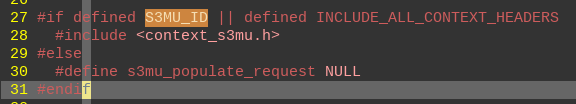 27 #if defined S3MU_ID || defined INCLUDE_ALL_CONTEXT_HEADERS
28   #include <context_s3mu.h>
29 #else
30   #define s3mu_populate_request NULL
31 #endif